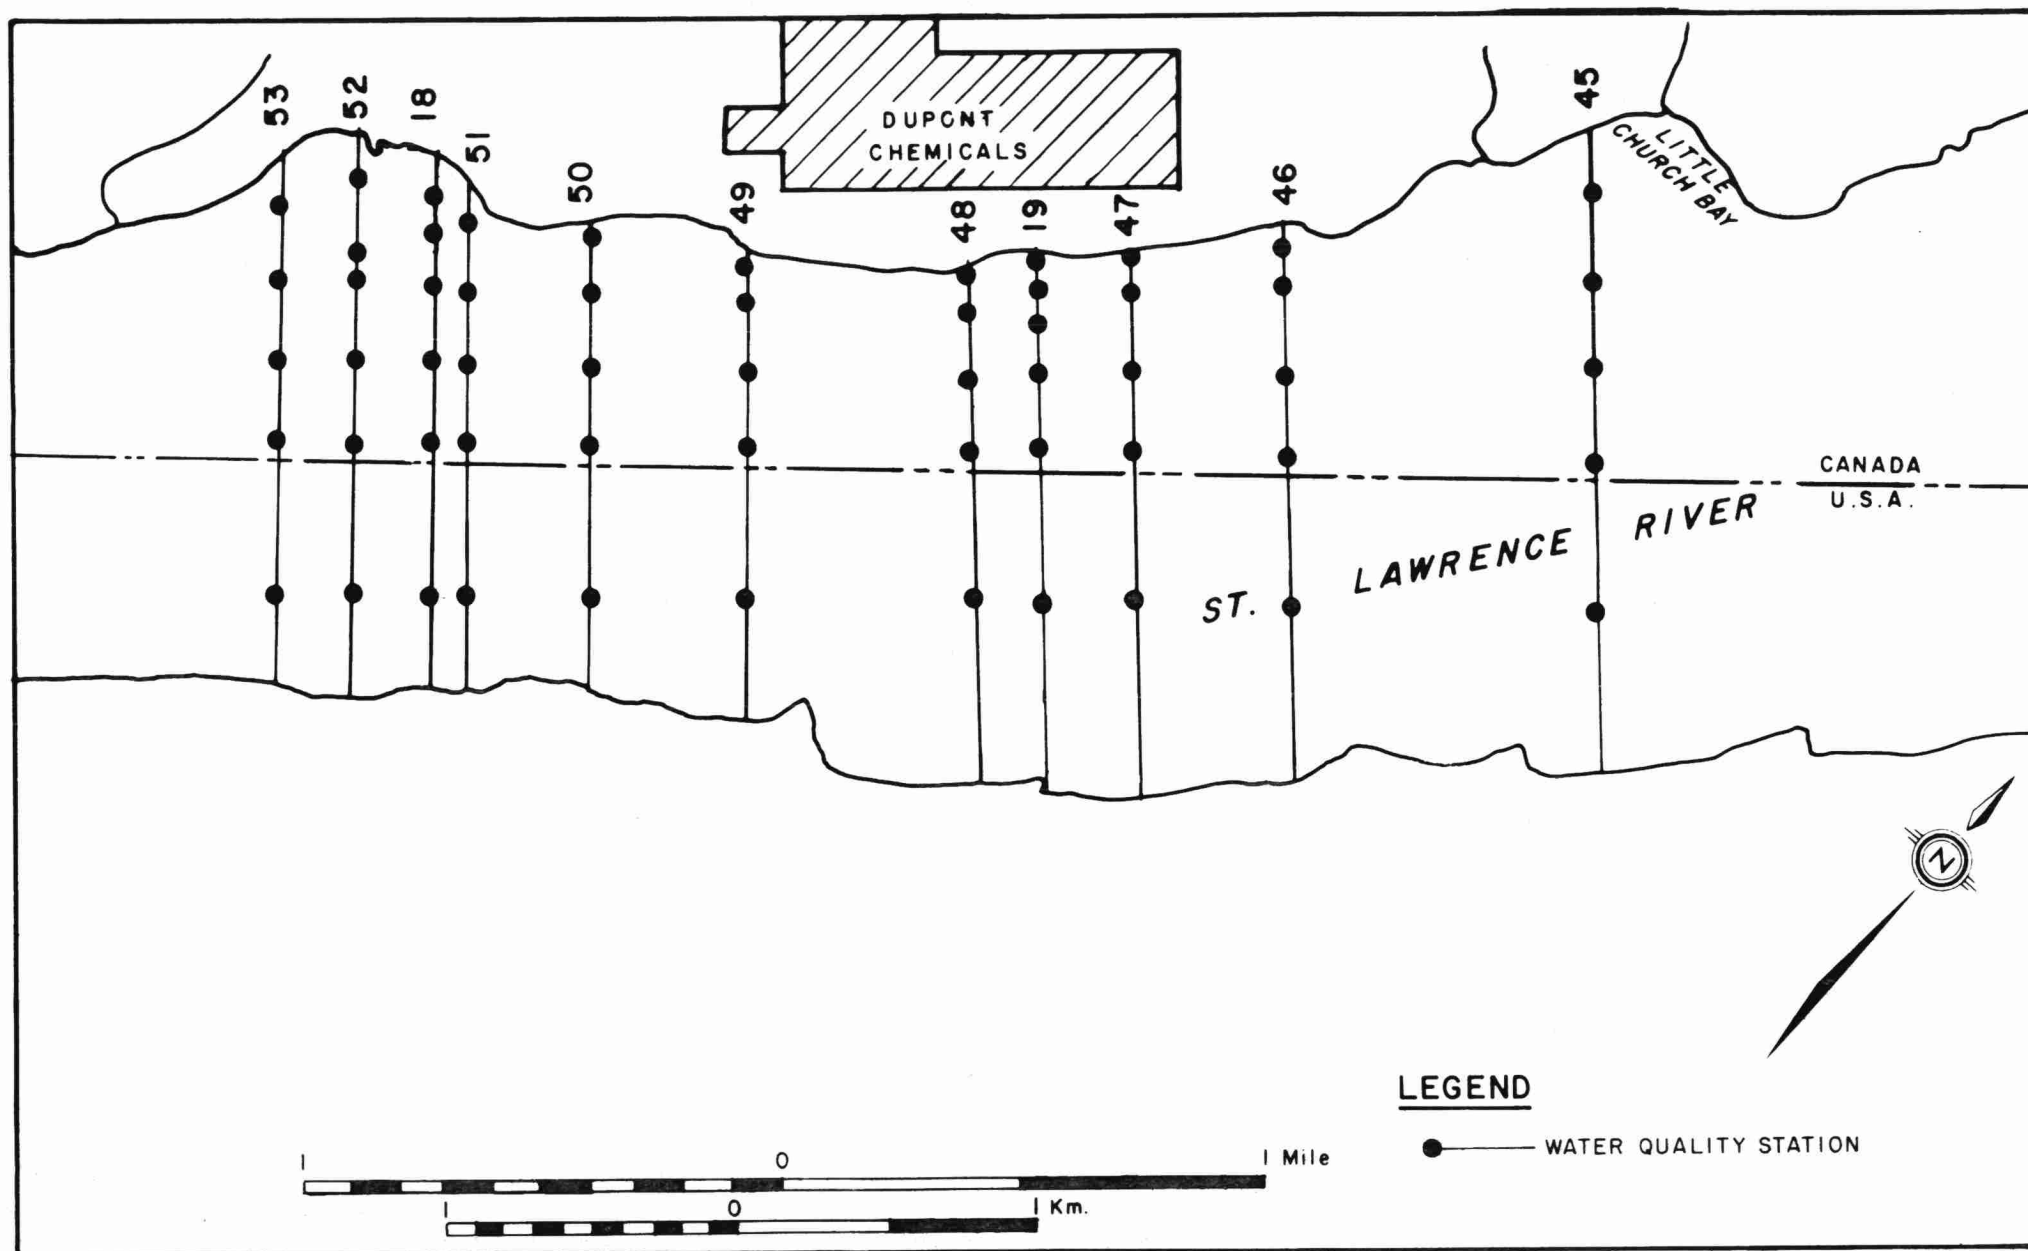 53
52
18
51
50
49
48
19
47
46
45
DUPONT
CHEMICALS
LITTLE
CHURCH BAY
CANADA
U.S.A.
ST. LAWRENCE RIVER
N
LEGEND
WATER QUALITY STATION
1 0 1 Mile
1 0 1 Km.